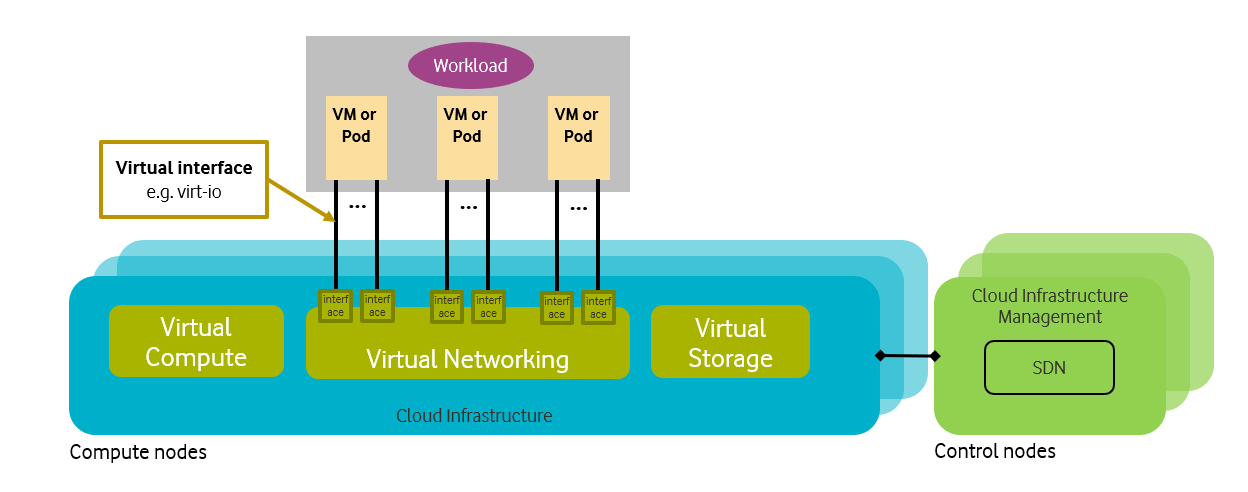 Workload
VM or
Pod
VM or
Pod
VM or
Pod
Virtual interface
e.g. virt-io
...
...
...
interf
ace
interf
ace
interf
ace
interf
ace
interf
ace
interf
ace
Virtual
Compute
Virtual Networking
Virtual
Storage
Cloud Infrastructure
Compute nodes
Cloud Infrastructure
Management
SDN
Control nodes